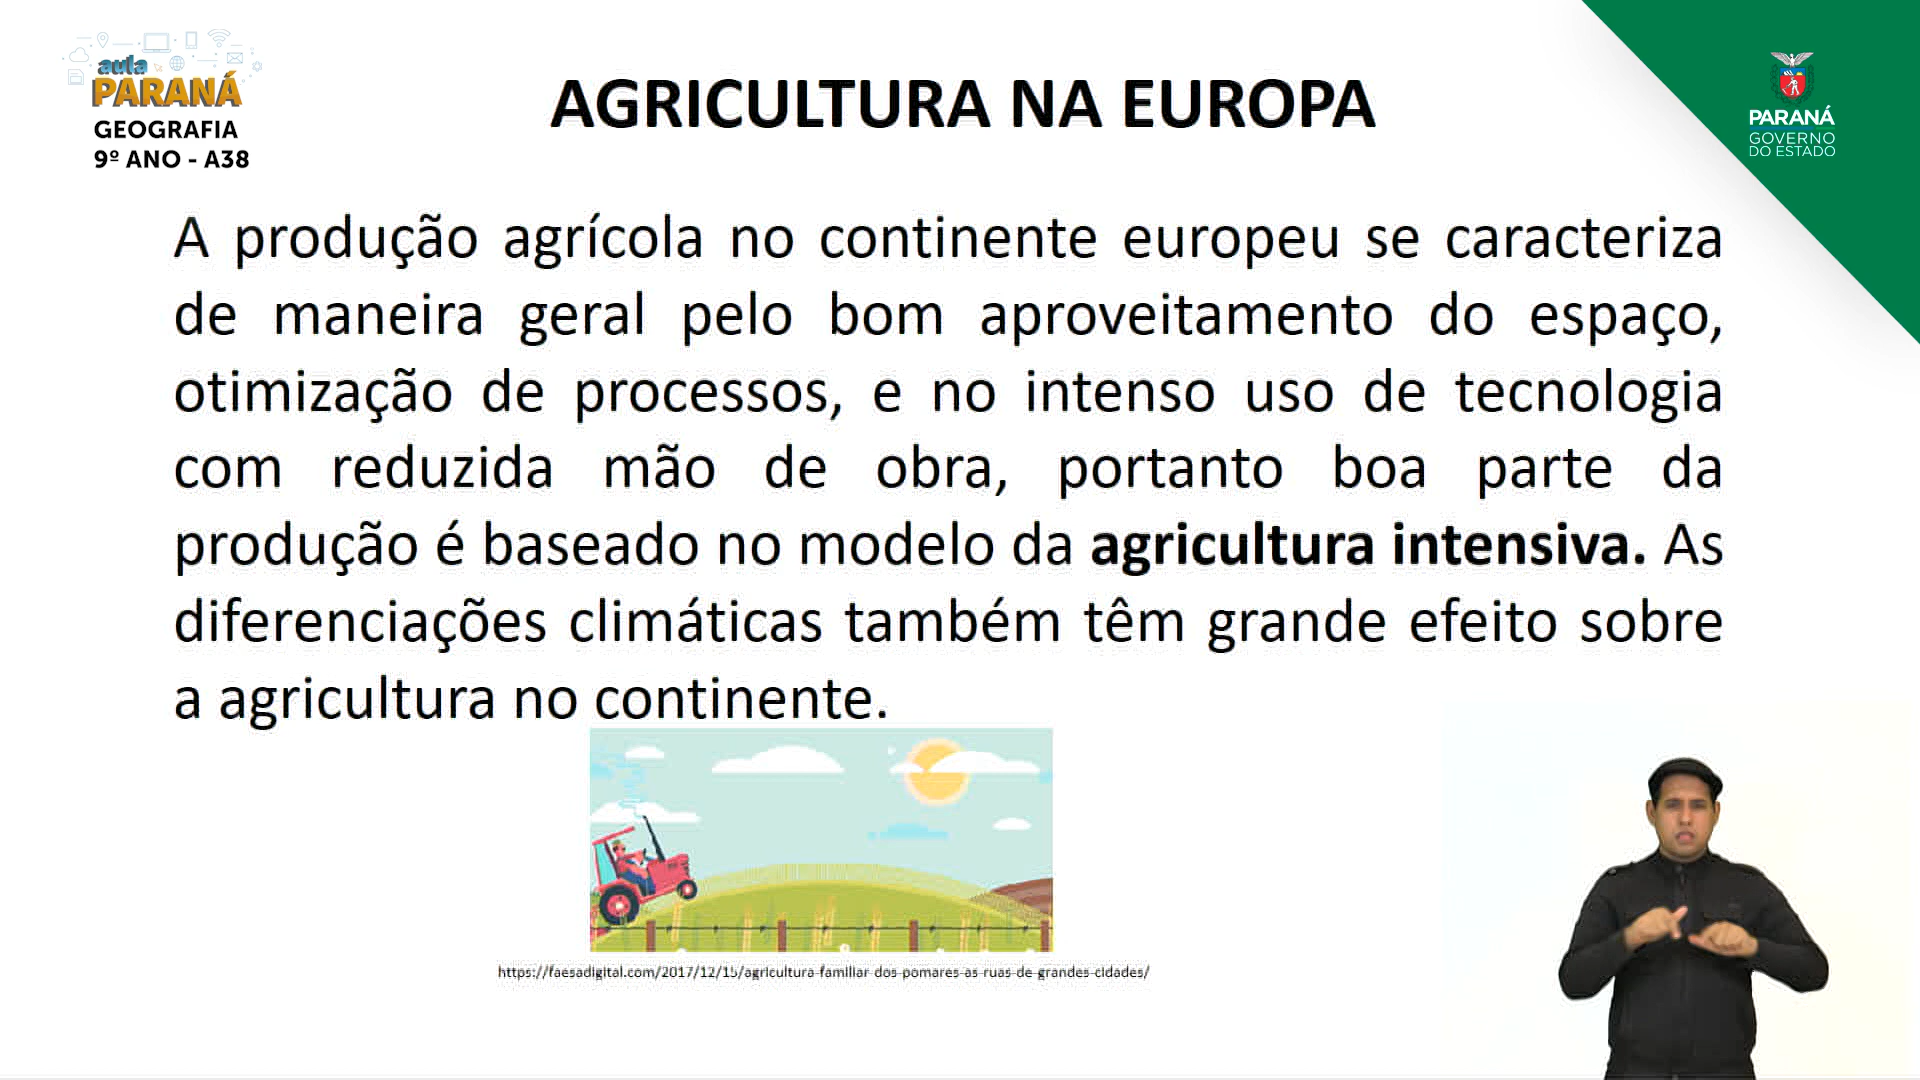 aula
PARANÁ
GEOGRAFIA
9º ANO - A38
AGRICULTURA NA EUROPA
PARANÁ
GOVERNO
DO ESTADO
A produção agrícola no continente europeu se caracteriza
de maneira geral pelo bom aproveitamento do espaço,
otimização de processos, e no intenso uso de tecnologia
com reduzida mão de obra, portanto boa parte da
produção é baseado no modelo da agricultura intensiva. As
diferenciações climáticas também têm grande efeito sobre
a agricultura no continente.
https://faesadigital.com/2017/12/15/agricultura-familiar-dos-pomares-as-ruas-de-grandes-cidades/